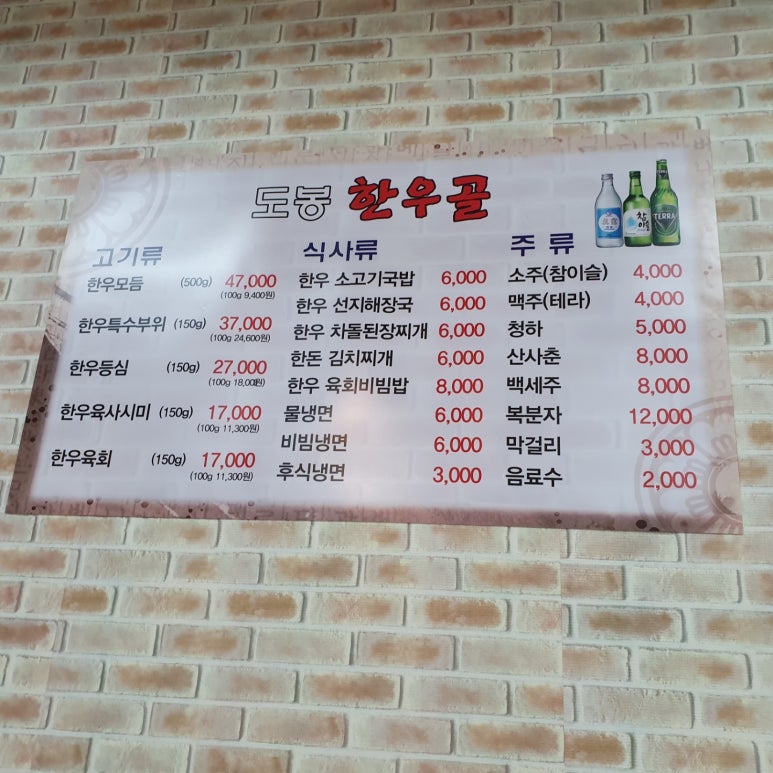 도봉 한우골
고기류
한우모듬 (500g) 47,000
(100g 9,400원)
한우특수부위 (150g) 37,000
(100g 24,600원)
한우등심 (150g) 27,000
(100g 18,000원)
한우육사시미 (150g) 17,000
(100g 11,300원)
한우육회 (150g) 17,000
(100g 11,300원)
식사류
한우 소고기국밥 6,000
한우 선지해장국 6,000
한우 차돌된장찌개 6,000
한돈 김치찌개 6,000
한우 육회비빔밥 8,000
물냉면 6,000
비빔냉면 6,000
후식냉면 3,000
참이슬
TERRA
주 류
소주(참이슬) 4,000
맥주(테라) 4,000
청하 5,000
산사춘 8,000
백세주 8,000
복분자 12,000
막걸리 3,000
음료수 2,000